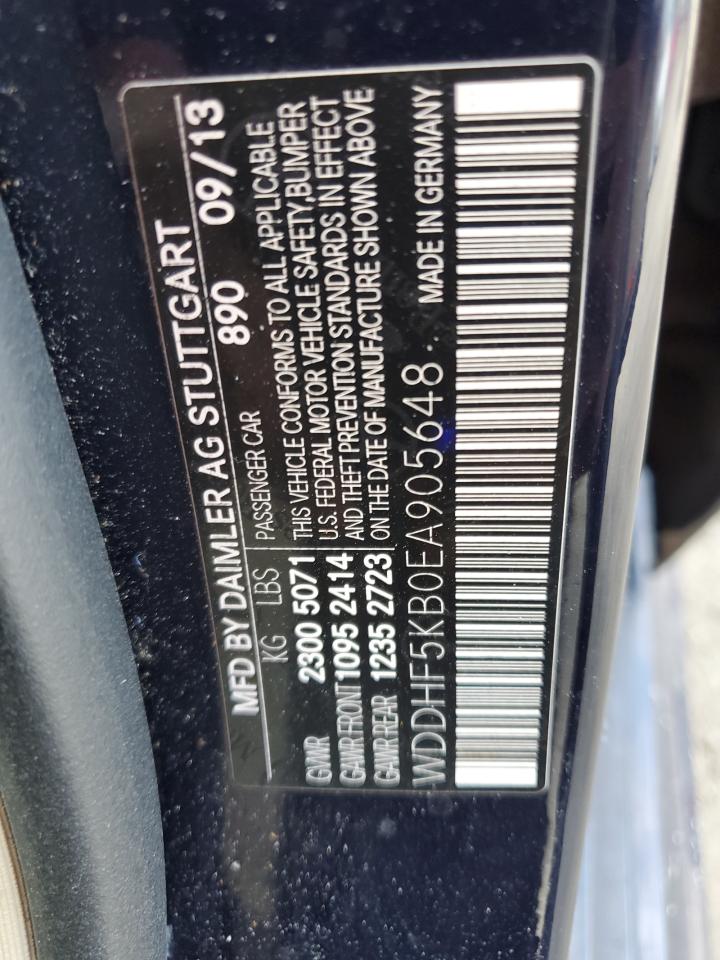 MFD BY DAIMLER AG STUTTGART
890 09/13
KG LBS PASSENGER CAR
GVWR 2300 5071
GAWR-FRONT 1095 2414
GAWR-REAR 1235 2723
THIS VEHICLE CONFORMS TO ALL APPLICABLE
U.S. FEDERAL MOTOR VEHICLE SAFETY,BUMPER
AND THEFT PREVENTION STANDARDS IN EFFECT
ON THE DATE OF MANUFACTURE SHOWN ABOVE
WDDHF5KB0EA905648 MADE IN GERMANY